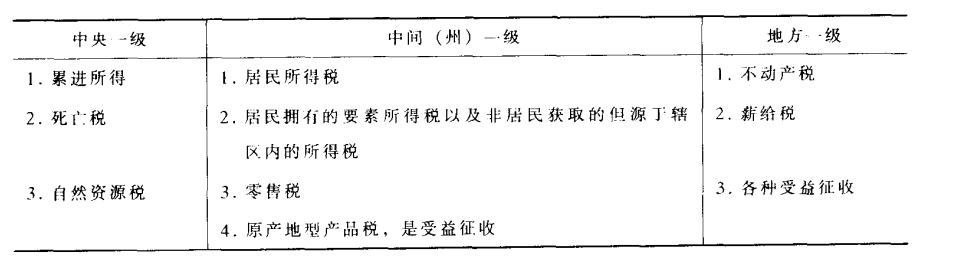 中央一级 中间（州）一级 地方一级
1. 累进所得 1. 居民所得税 1. 不动产税
2. 死亡税 2. 居民拥有的要素所得税以及非居民获取的但源于辖 2. 薪给税
区内的所得税
3. 自然资源税 3. 零售税 3. 各种受益征收
4. 原产地型产品税，是受益征收